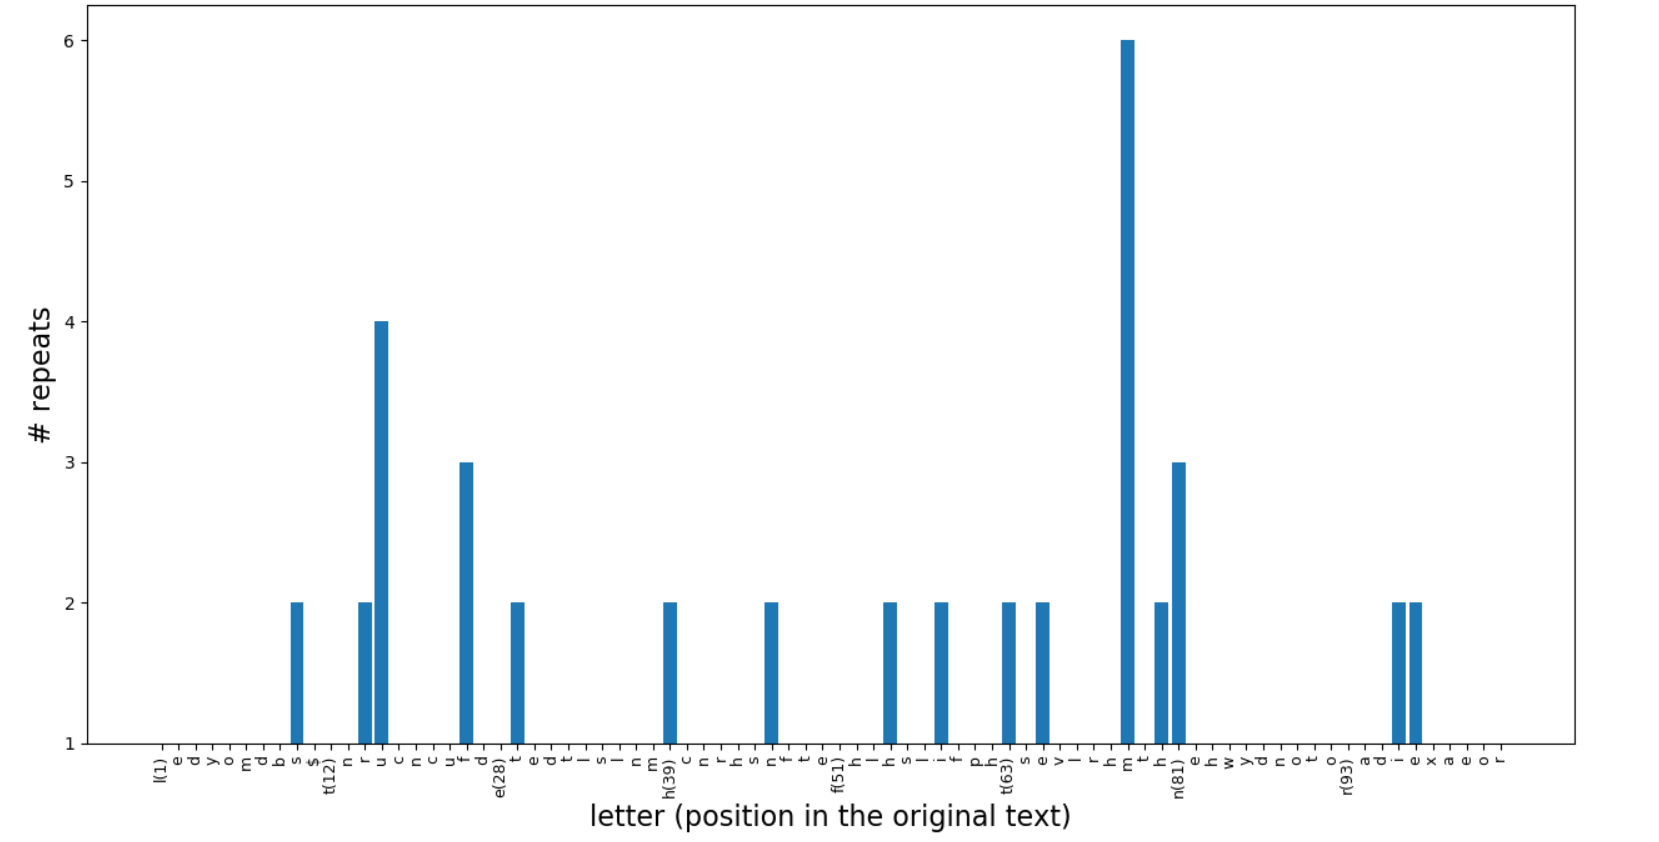 6
5
4
3
2
1
# repeats
l(1) e d y o m d b s $ t(12) n r u c n c u f d e(28) t e d t l s l n m h(39) c n r h s n f t e f(51) h l h s l i f p h t(63) s e v l r h m t h n(81) e h w y d n o t o r(93) a d i e x a e o r
letter (position in the original text)